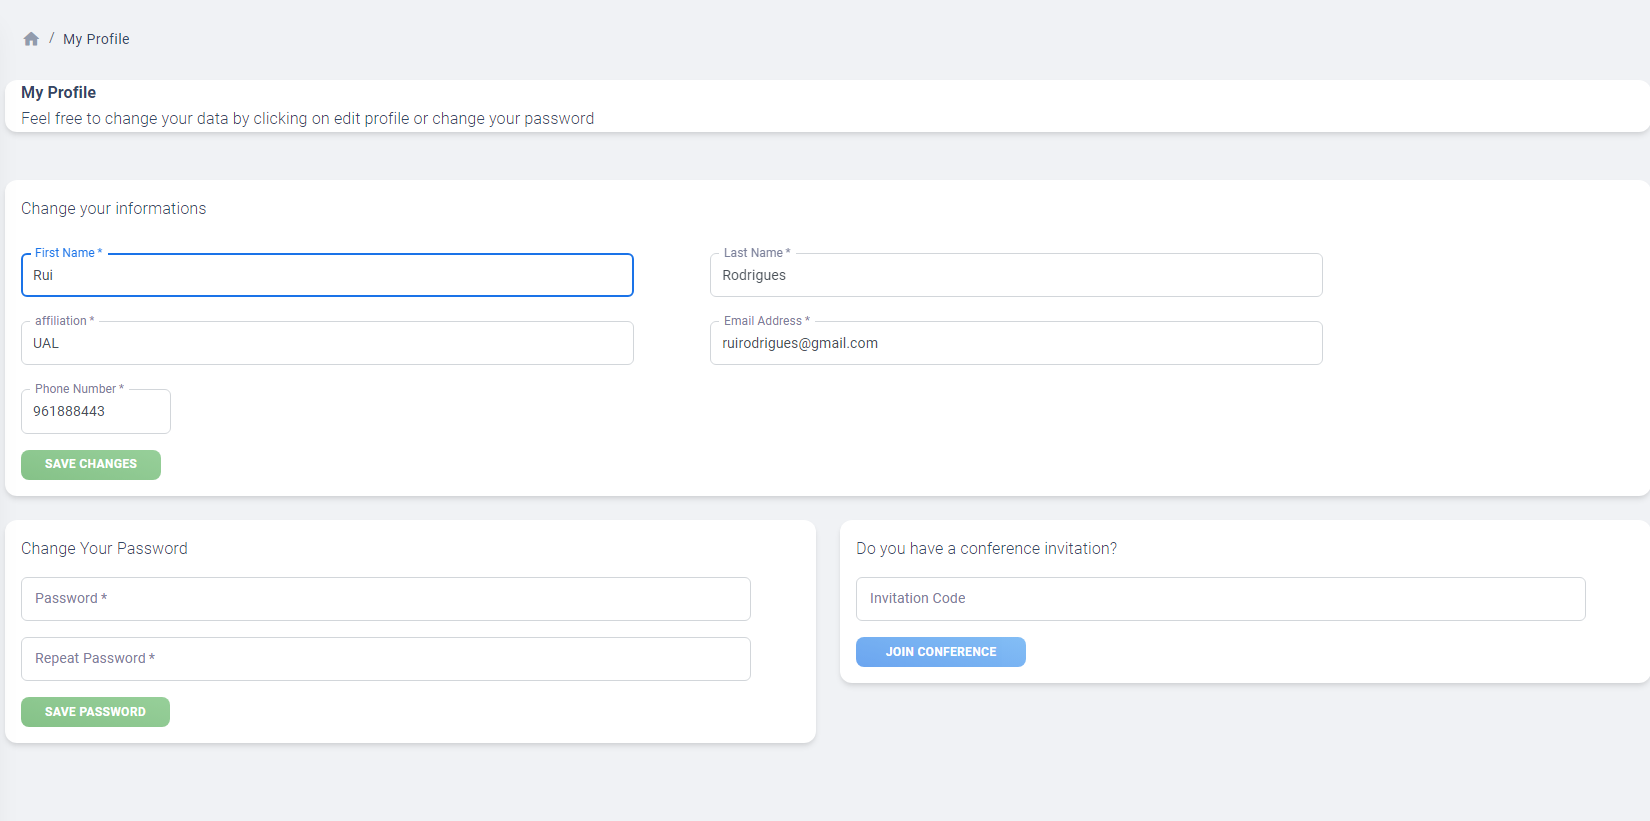 / My Profile
My Profile
Feel free to change your data by clicking on edit profile or change your password
Change your informations
First Name *
Rui
Last Name *
Rodrigues
affiliation *
UAL
Email Address *
ruirodrigues@gmail.com
Phone Number *
961888443
SAVE CHANGES
Change Your Password
Password *
Repeat Password *
SAVE PASSWORD
Do you have a conference invitation?
Invitation Code
JOIN CONFERENCE